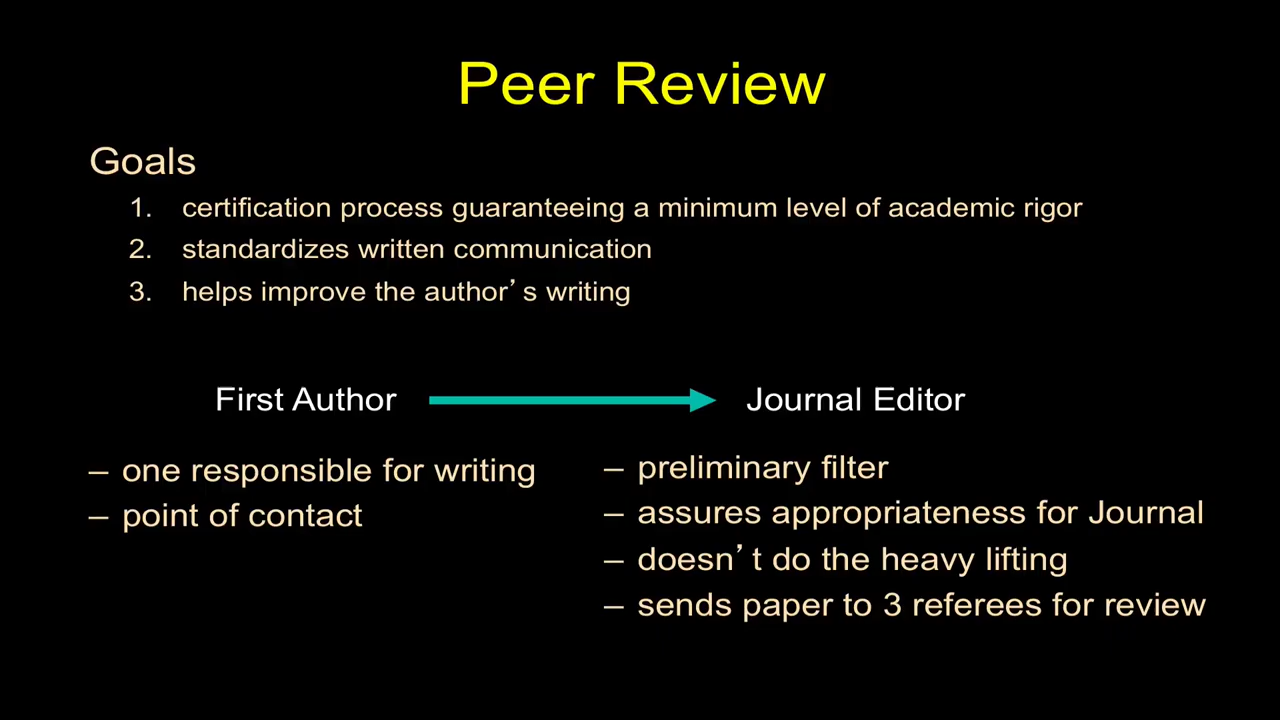 Peer Review
Goals
1. certification process guaranteeing a minimum level of academic rigor
2. standardizes written communication
3. helps improve the author’s writing
First Author
Journal Editor
– one responsible for writing
– point of contact
– preliminary filter
– assures appropriateness for Journal
– doesn’t do the heavy lifting
– sends paper to 3 referees for review